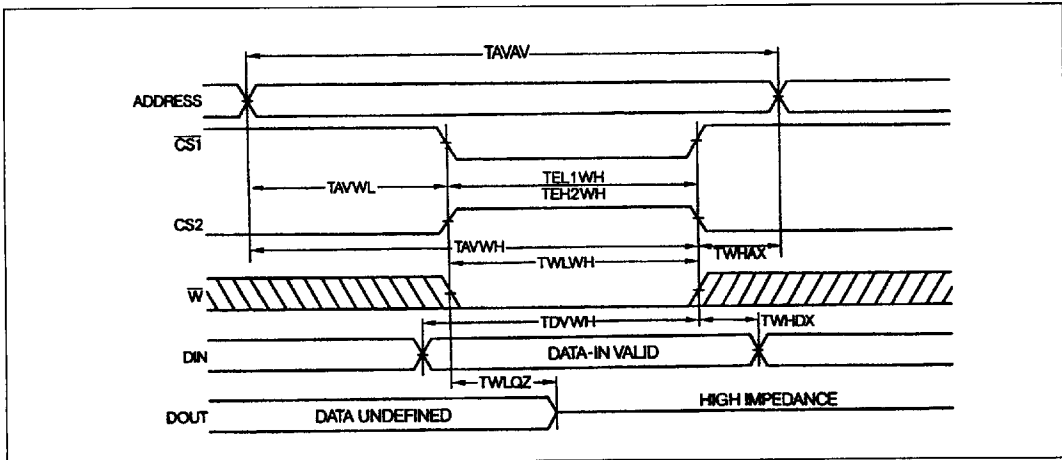 TAVAV
ADDRESS
C̅S̅1̅
TAVWL
TEL1WH
TEH2WH
CS2
TAVWH
TWHAX
TWLWH
W̅
TDVWH
TWHDX
DIN
DATA-IN VALID
TWLQZ
DOUT
DATA UNDEFINED
HIGH IMPEDANCE